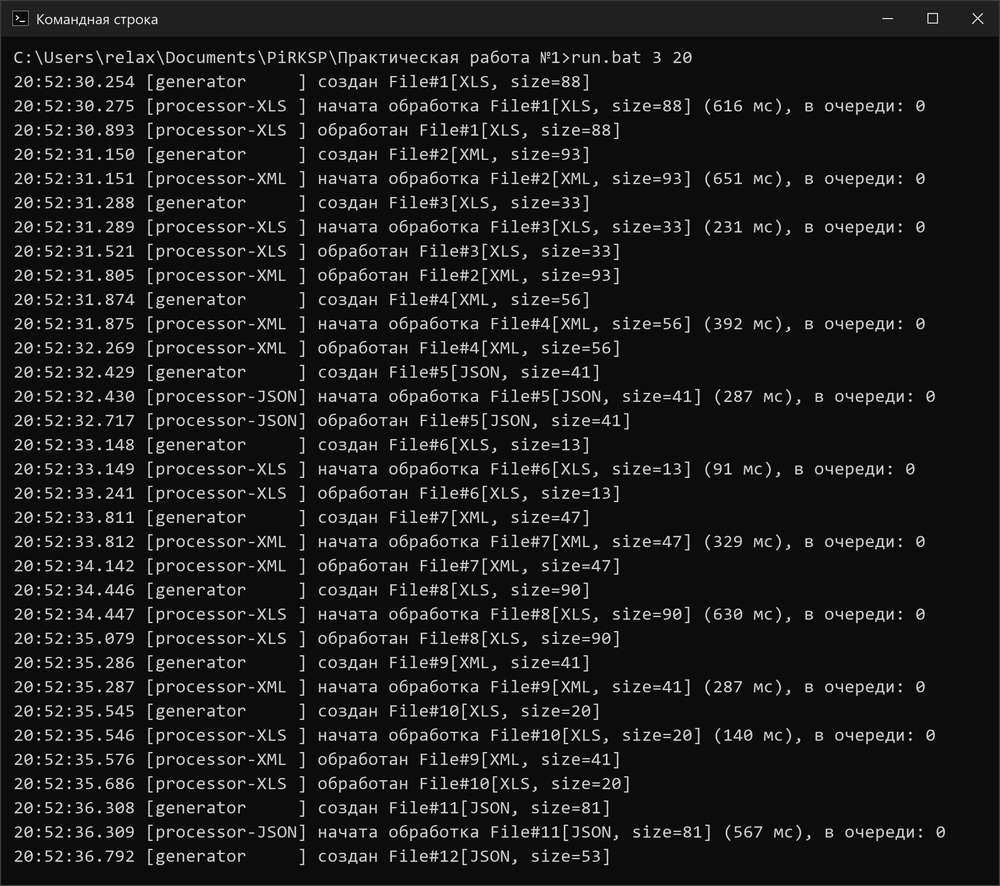 Командная строка
C:\Users\relax\Documents\PiRKSP\Практическая работа №1>run.bat 3 20
20:52:30.254 [generator     ] создан File#1[XLS, size=88]
20:52:30.275 [processor-XLS ] начата обработка File#1[XLS, size=88] (616 мс), в очереди: 0
20:52:30.893 [processor-XLS ] обработан File#1[XLS, size=88]
20:52:31.150 [generator     ] создан File#2[XML, size=93]
20:52:31.151 [processor-XML ] начата обработка File#2[XML, size=93] (651 мс), в очереди: 0
20:52:31.288 [generator     ] создан File#3[XLS, size=33]
20:52:31.289 [processor-XLS ] начата обработка File#3[XLS, size=33] (231 мс), в очереди: 0
20:52:31.521 [processor-XLS ] обработан File#3[XLS, size=33]
20:52:31.805 [processor-XML ] обработан File#2[XML, size=93]
20:52:31.874 [generator     ] создан File#4[XML, size=56]
20:52:31.875 [processor-XML ] начата обработка File#4[XML, size=56] (392 мс), в очереди: 0
20:52:32.269 [processor-XML ] обработан File#4[XML, size=56]
20:52:32.429 [generator     ] создан File#5[JSON, size=41]
20:52:32.430 [processor-JSON] начата обработка File#5[JSON, size=41] (287 мс), в очереди: 0
20:52:32.717 [processor-JSON] обработан File#5[JSON, size=41]
20:52:33.148 [generator     ] создан File#6[XLS, size=13]
20:52:33.149 [processor-XLS ] начата обработка File#6[XLS, size=13] (91 мс), в очереди: 0
20:52:33.241 [processor-XLS ] обработан File#6[XLS, size=13]
20:52:33.811 [generator     ] создан File#7[XML, size=47]
20:52:33.812 [processor-XML ] начата обработка File#7[XML, size=47] (329 мс), в очереди: 0
20:52:34.142 [processor-XML ] обработан File#7[XML, size=47]
20:52:34.446 [generator     ] создан File#8[XLS, size=90]
20:52:34.447 [processor-XLS ] начата обработка File#8[XLS, size=90] (630 мс), в очереди: 0
20:52:35.079 [processor-XLS ] обработан File#8[XLS, size=90]
20:52:35.286 [generator     ] создан File#9[XML, size=41]
20:52:35.287 [processor-XML ] начата обработка File#9[XML, size=41] (287 мс), в очереди: 0
20:52:35.545 [generator     ] создан File#10[XLS, size=20]
20:52:35.546 [processor-XLS ] начата обработка File#10[XLS, size=20] (140 мс), в очереди: 0
20:52:35.576 [processor-XML ] обработан File#9[XML, size=41]
20:52:35.686 [processor-XLS ] обработан File#10[XLS, size=20]
20:52:36.308 [generator     ] создан File#11[JSON, size=81]
20:52:36.309 [processor-JSON] начата обработка File#11[JSON, size=81] (567 мс), в очереди: 0
20:52:36.792 [generator     ] создан File#12[JSON, size=53]